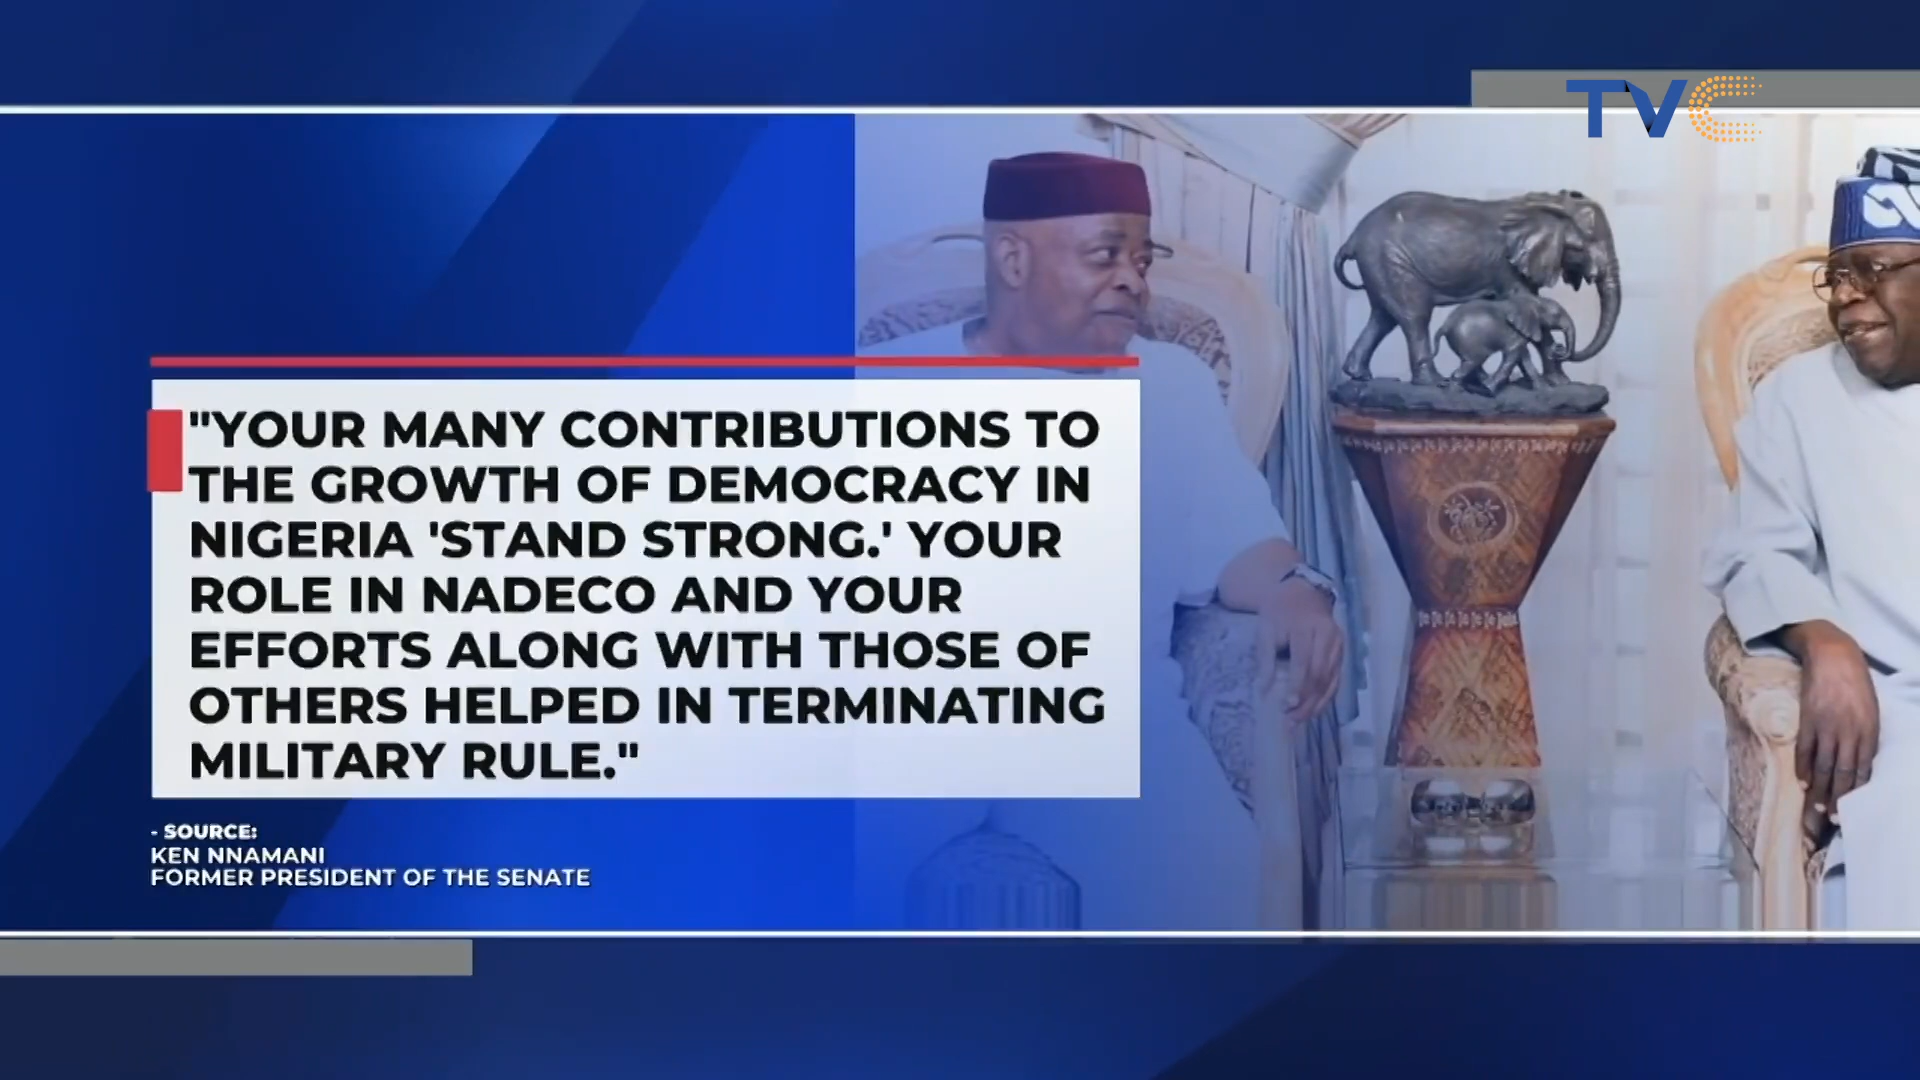 TVC
"YOUR MANY CONTRIBUTIONS TO
THE GROWTH OF DEMOCRACY IN
NIGERIA 'STAND STRONG.' YOUR
ROLE IN NADECO AND YOUR
EFFORTS ALONG WITH THOSE OF
OTHERS HELPED IN TERMINATING
MILITARY RULE."
- SOURCE:
KEN NNAMANI
FORMER PRESIDENT OF THE SENATE